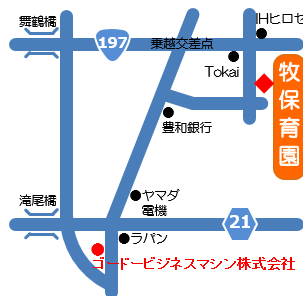 舞鶴橋
IHヒロセ
197
乗越交差点
Tokai
牧保育園
豊和銀行
滝尾橋
ヤマダ
電機
21
ラパン
ゴードービジネスマシン株式会社